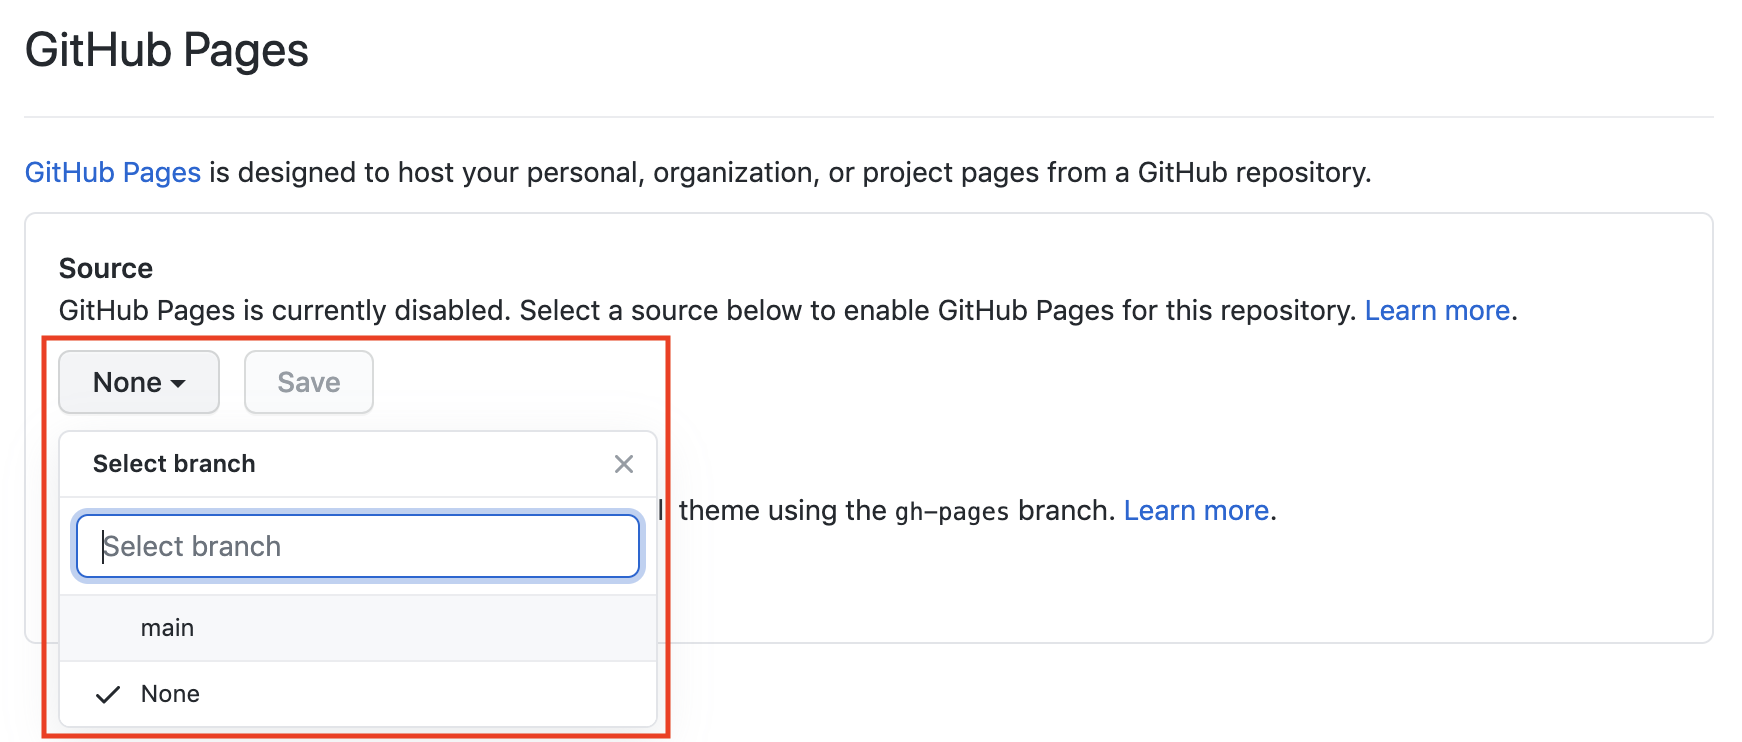 GitHub Pages
GitHub Pages is designed to host your personal, organization, or project pages from a GitHub repository.
Source
GitHub Pages is currently disabled. Select a source below to enable GitHub Pages for this repository. Learn more.
None Save
Select branch
theme using the gh-pages branch. Learn more.
Select branch
main
None